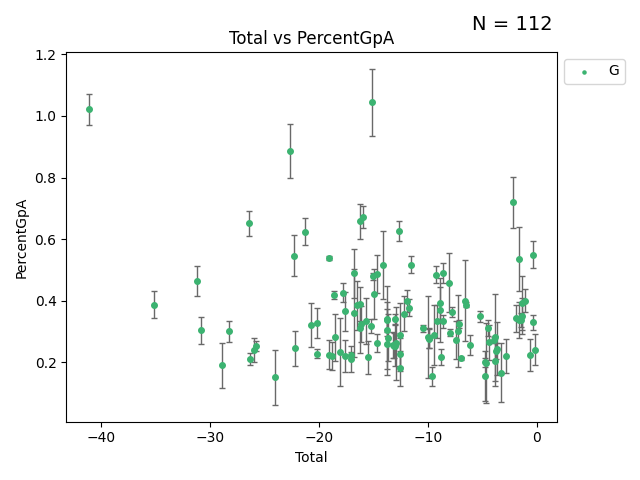 N = 112
Total vs PercentGpA
G
1.2
1.0
0.8
0.6
0.4
0.2
PercentGpA
−40 −30 −20 −10 0
Total